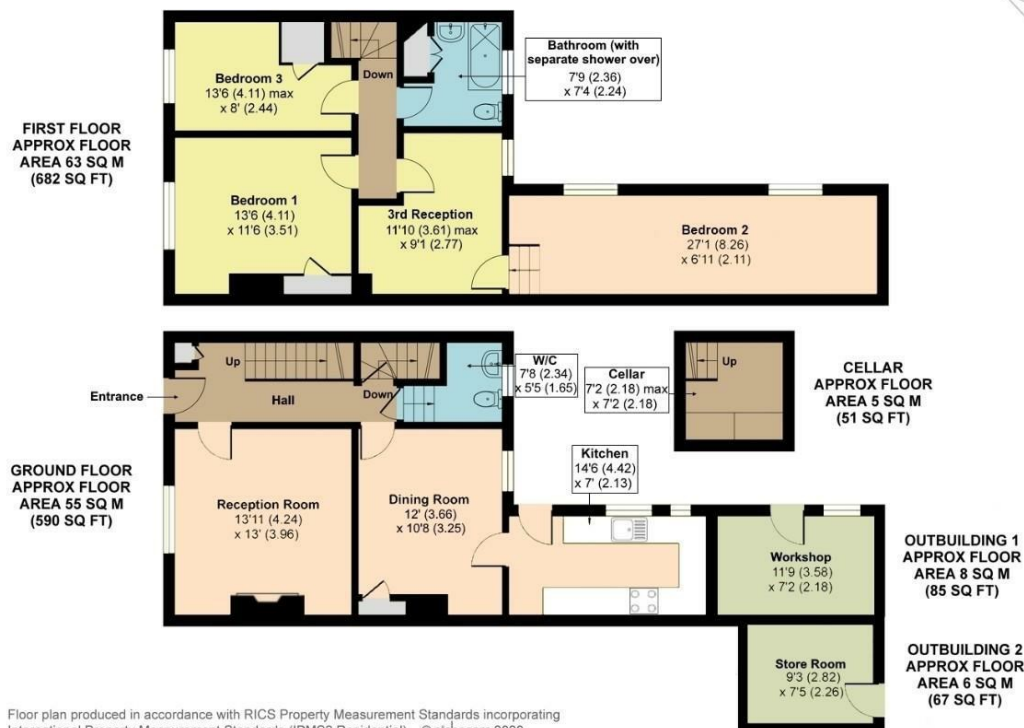 FIRST FLOOR
APPROX FLOOR
AREA 63 SQ M
(682 SQ FT)
Bedroom 3
13'6 (4.11) max
x 8' (2.44)
Down
Bathroom (with
separate shower over)
7'9 (2.36)
x 7'4 (2.24)
Bedroom 1
13'6 (4.11)
x 11'6 (3.51)
3rd Reception
11'10 (3.61) max
x 9'1 (2.77)
Bedroom 2
27'1 (8.26)
x 6'11 (2.11)
Entrance
Up
Hall
Down
W/C
7'8 (2.34)
x 5'5 (1.65)
Cellar
7'2 (2.18) max
x 7'2 (2.18)
Up
CELLAR
APPROX FLOOR
AREA 5 SQ M
(51 SQ FT)
GROUND FLOOR
APPROX FLOOR
AREA 55 SQ M
(590 SQ FT)
Reception Room
13'11 (4.24)
x 13' (3.96)
Dining Room
12' (3.66)
x 10'8 (3.25)
Kitchen
14'6 (4.42)
x 7' (2.13)
Workshop
11'9 (3.58)
x 7'2 (2.18)
OUTBUILDING 1
APPROX FLOOR
AREA 8 SQ M
(85 SQ FT)
Store Room
9'3 (2.82)
x 7'5 (2.26)
OUTBUILDING 2
APPROX FLOOR
AREA 6 SQ M
(67 SQ FT)
Floor plan produced in accordance with RICS Property Measurement Standards incorporating
International Property Measurement Standards (IPMS2 Residential).